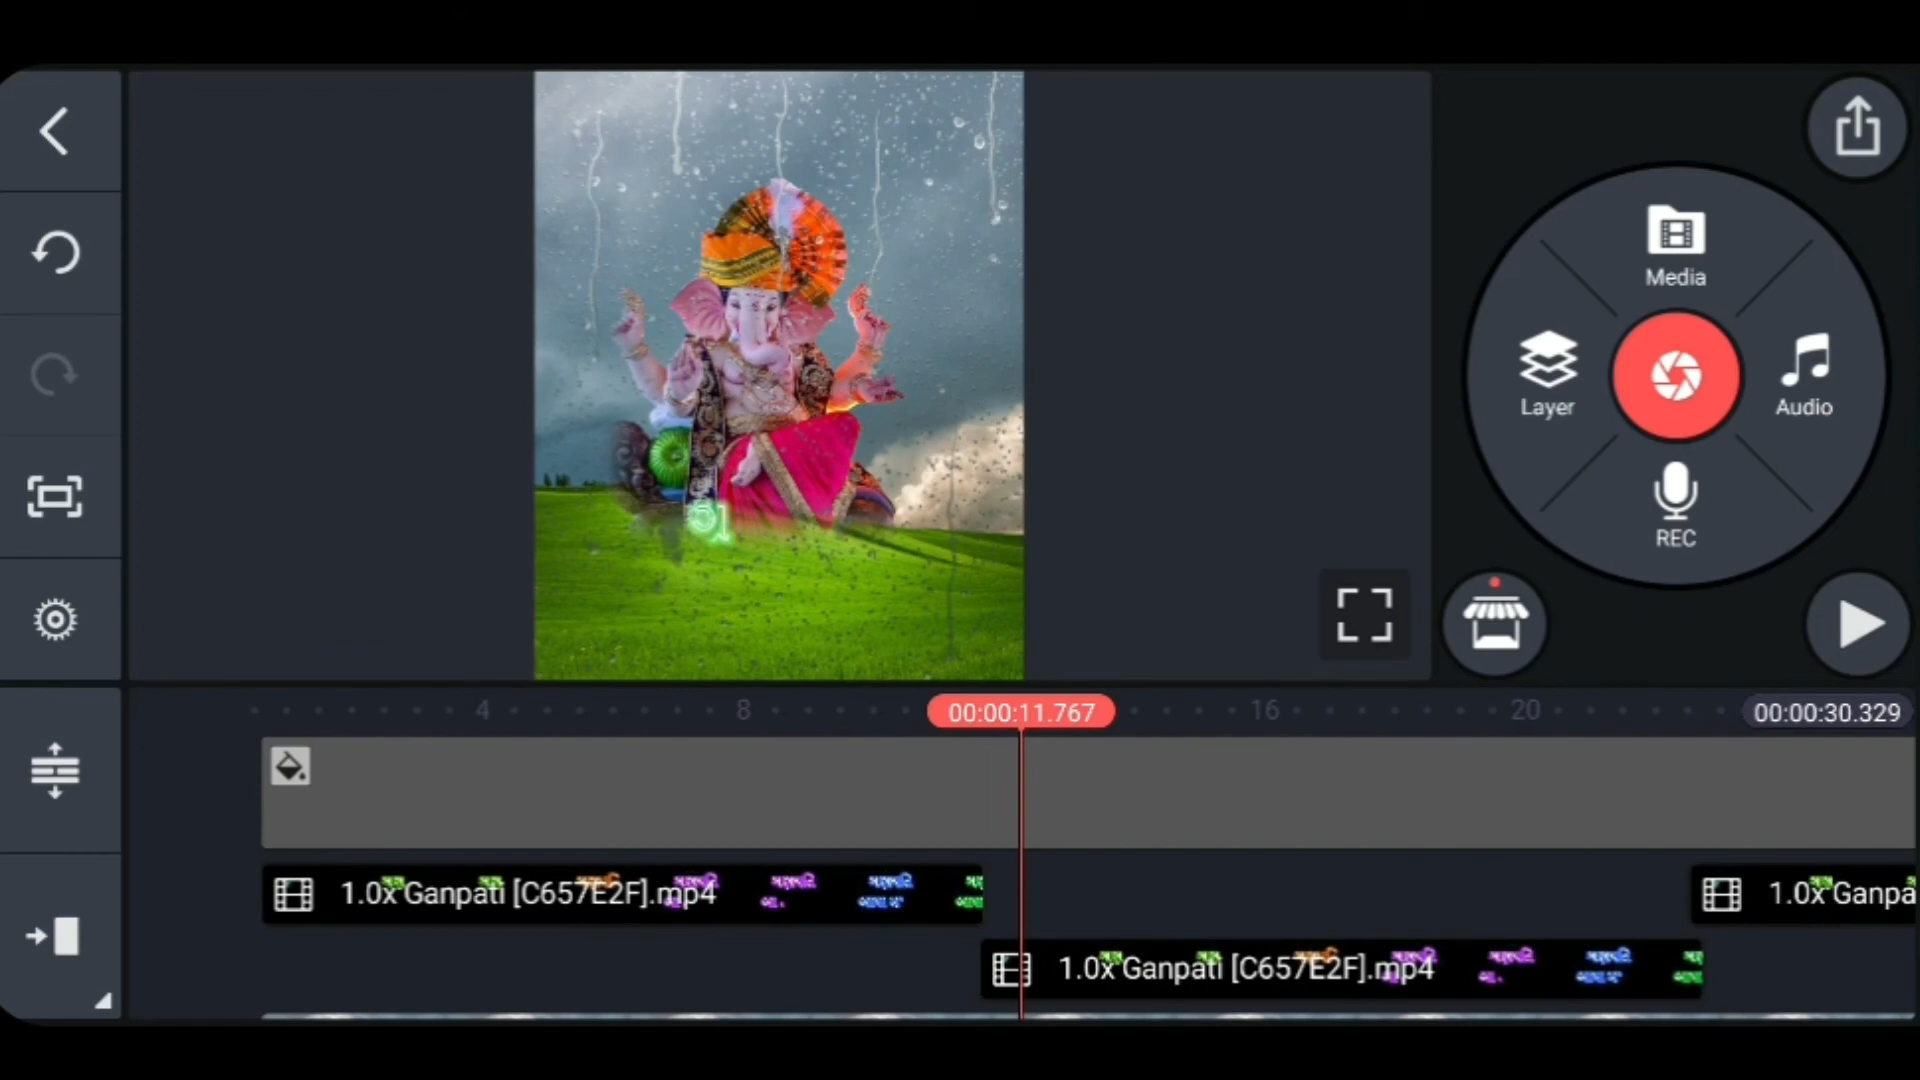 Media
Layer
Audio
REC
4
8
00:00:11.767
16
20
00:00:30.329
1.0x Ganpati [C657E2F].mp4
1.0x Ganpa
1.0x Ganpati [C657E2F].mp4